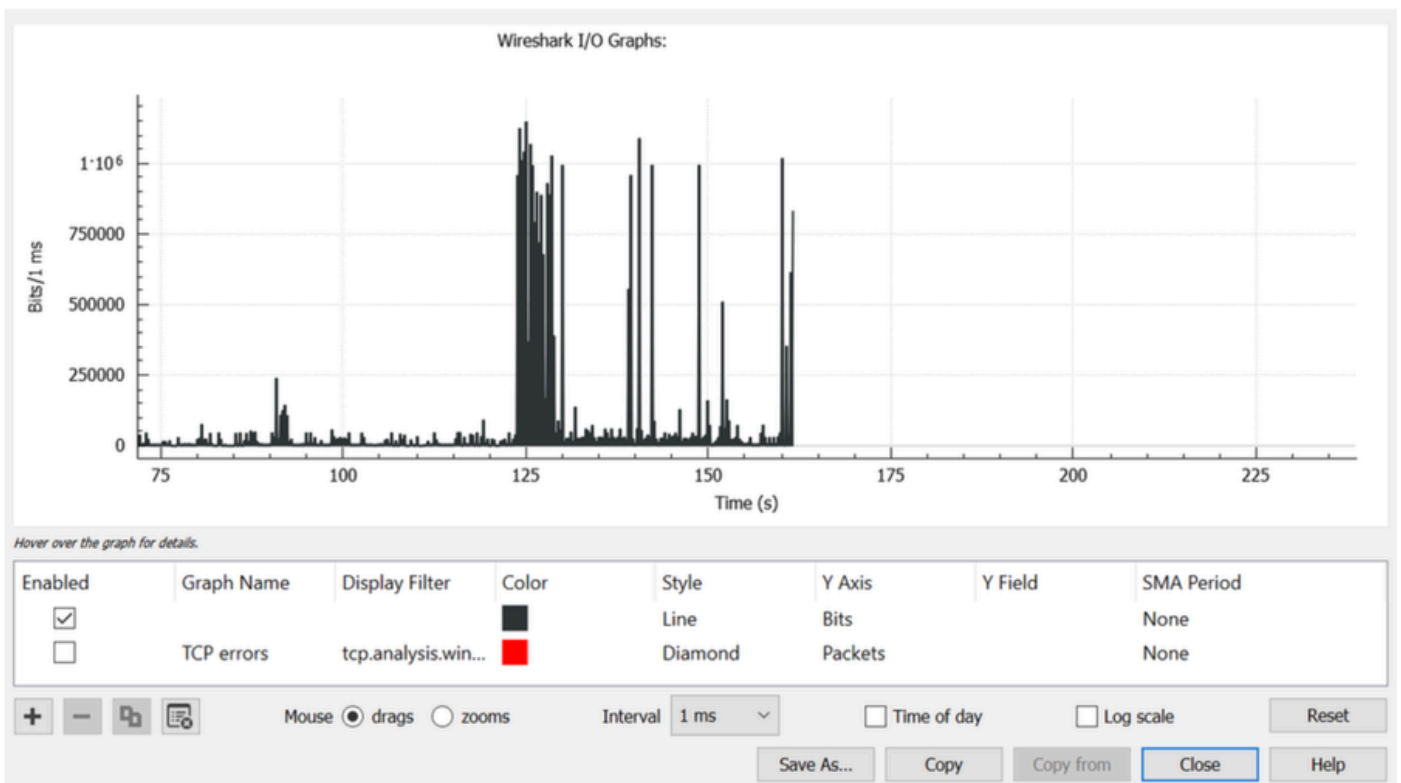 Wireshark I/O Graphs:
1·10⁶
750000
500000
250000
0
Bits/1 ms
75 100 125 150 175 200 225
Time (s)
Hover over the graph for details.
Enabled Graph Name Display Filter Color Style Y Axis Y Field SMA Period
Line Bits None
TCP errors tcp.analysis.win... Diamond Packets None
Mouse drags zooms Interval 1 ms Time of day Log scale Reset
Save As... Copy Copy from Close Help